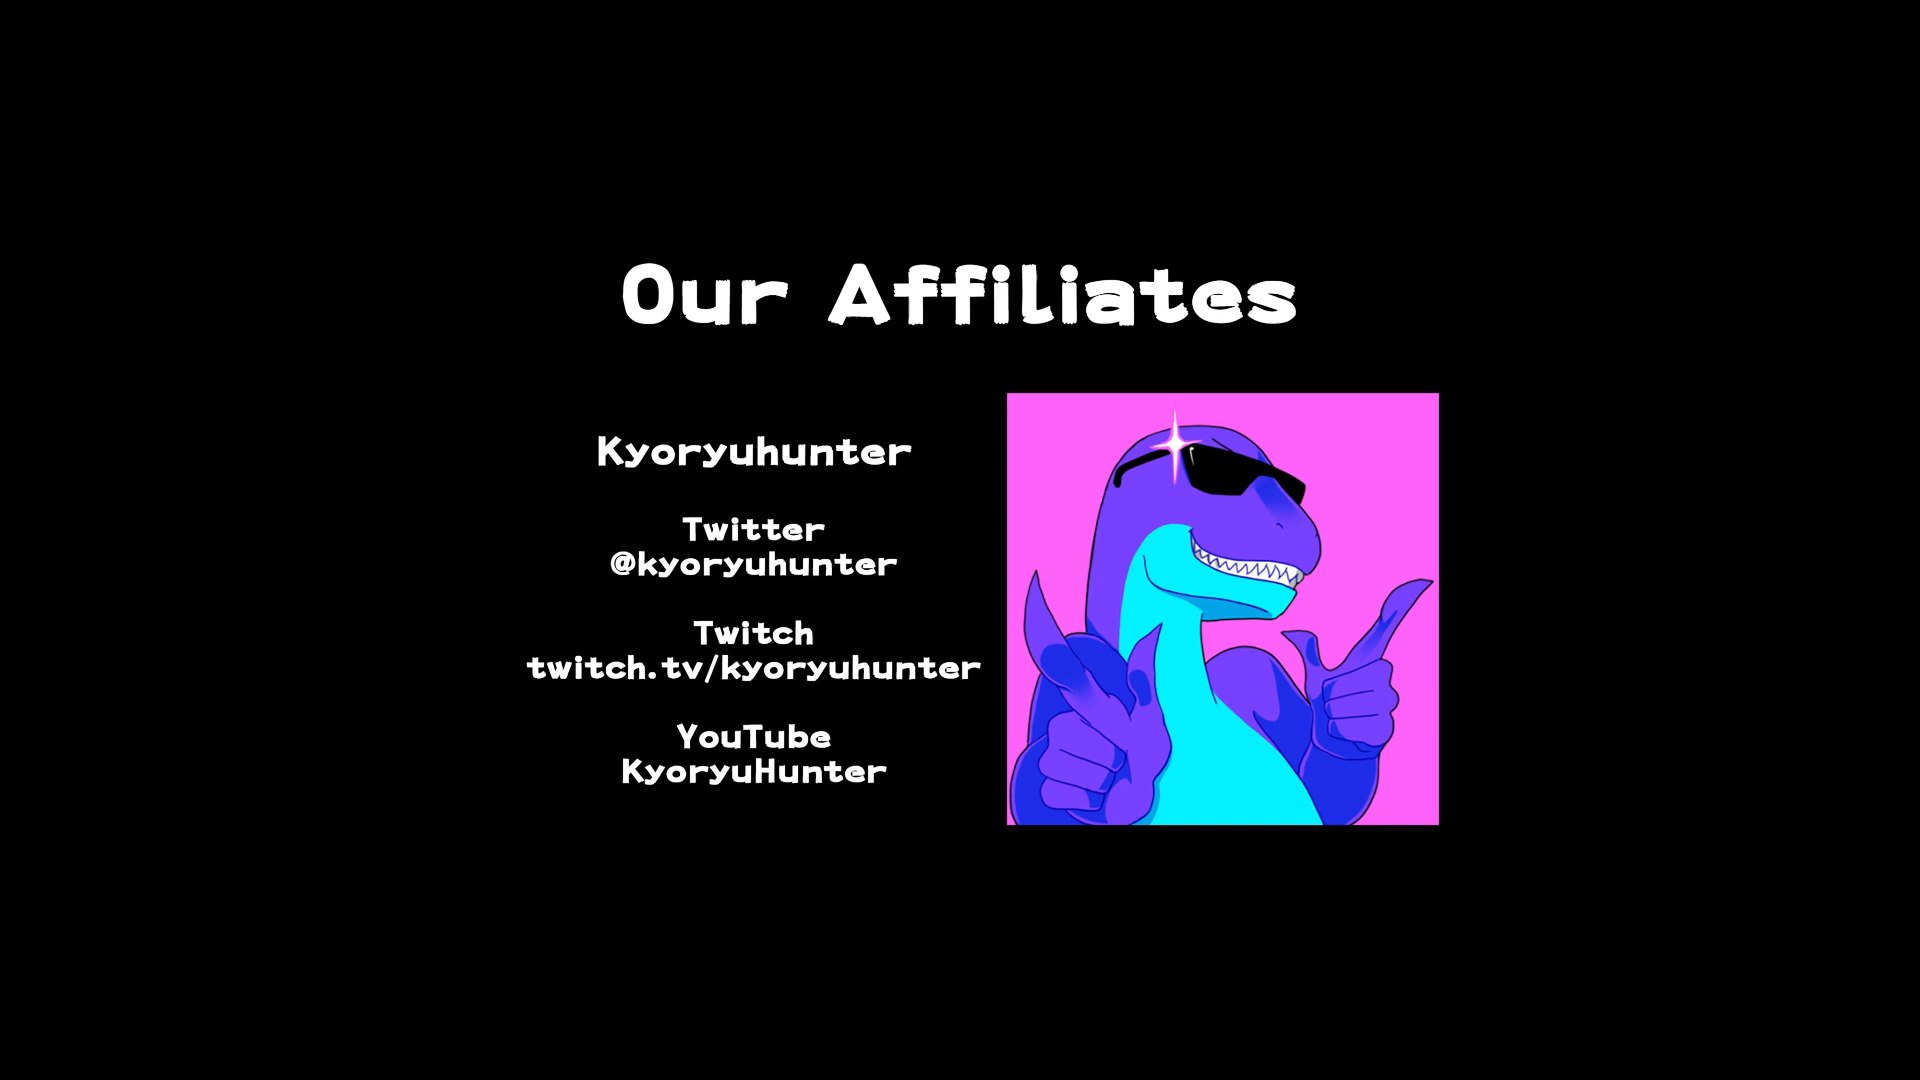 Our Affiliates
Kyoryuhunter
Twitter
@kyoryuhunter
Twitch
twitch.tv/kyoryuhunter
YouTube
KyoryuHunter